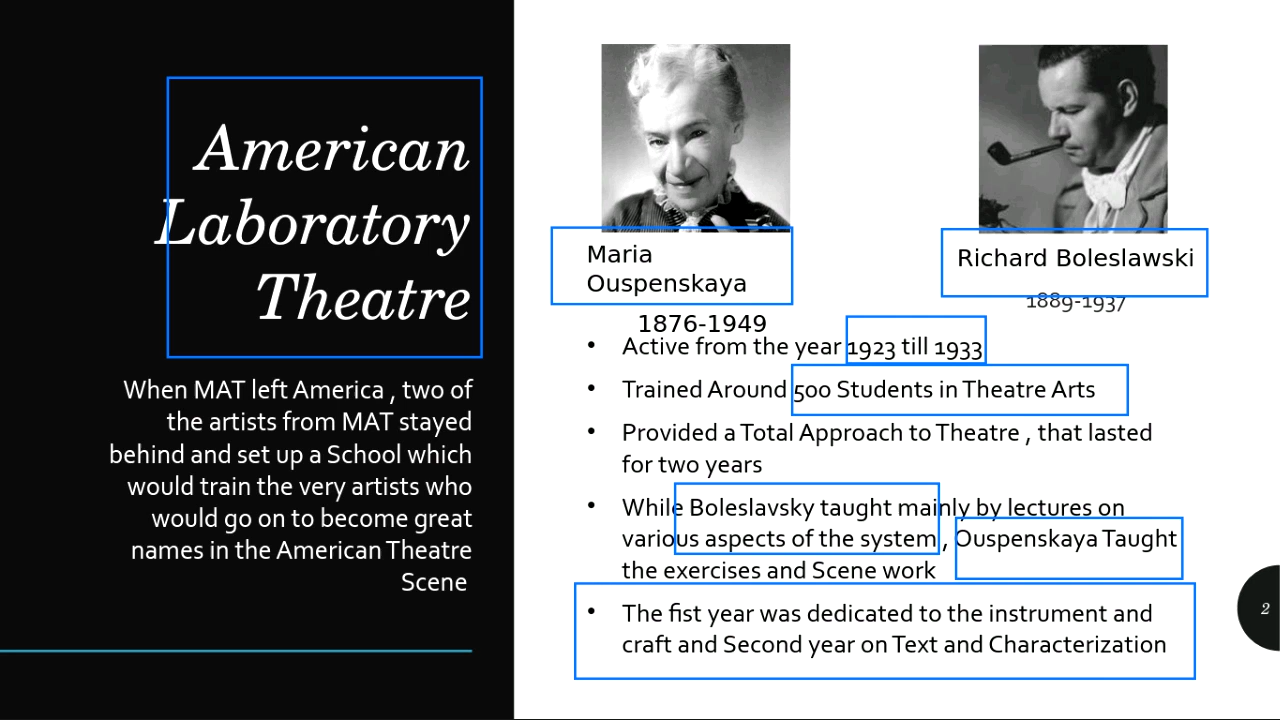 American
Laboratory
Theatre
When MAT left America , two of
the artists from MAT stayed
behind and set up a School which
would train the very artists who
would go on to become great
names in the American Theatre
Scene
Maria
Ouspenskaya
1876-1949
Richard Boleslawski
1889-1937
• Active from the year 1923 till 1933
• Trained Around 500 Students in Theatre Arts
• Provided a Total Approach to Theatre , that lasted
for two years
• While Boleslavsky taught mainly by lectures on
various aspects of the system , Ouspenskaya Taught
the exercises and Scene work
• The fist year was dedicated to the instrument and
craft and Second year on Text and Characterization
2